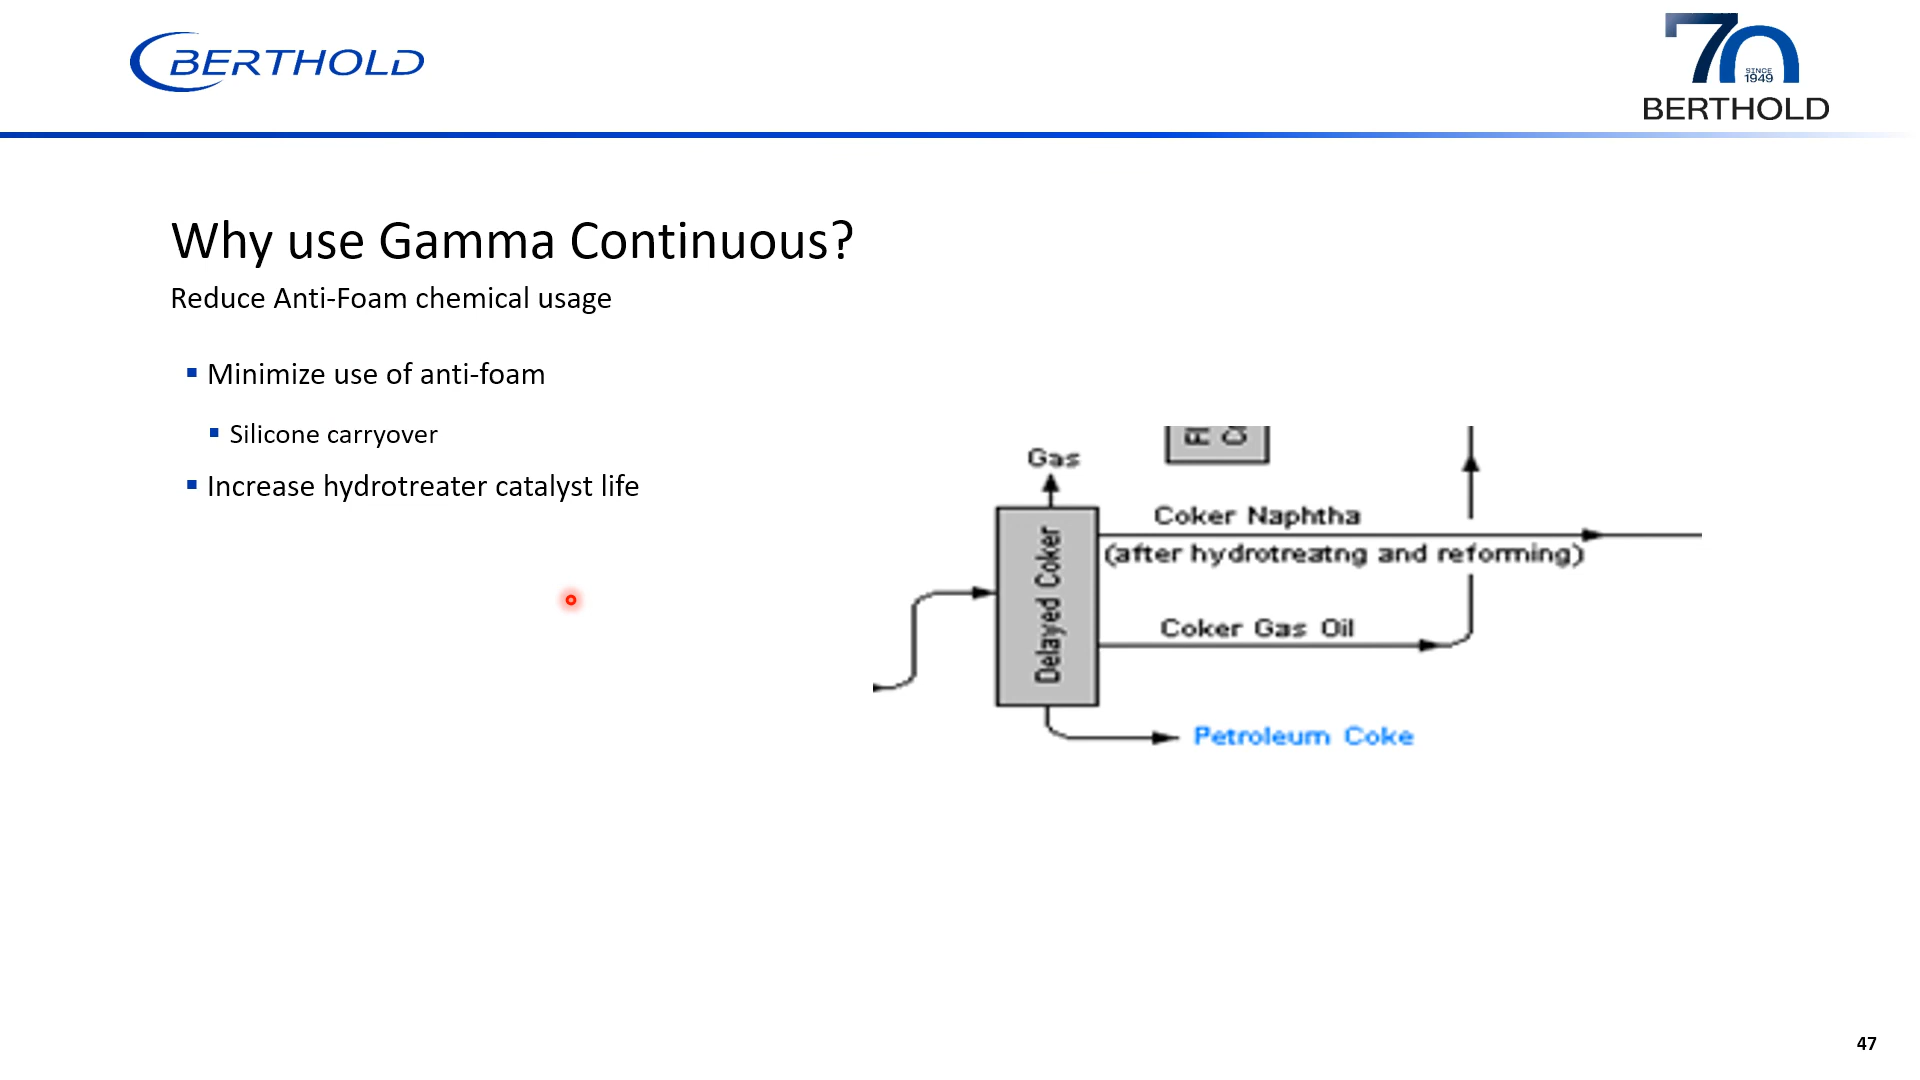 BERTHOLD
70
SINCE
1949
BERTHOLD
Why use Gamma Continuous?
Reduce Anti-Foam chemical usage
Minimize use of anti-foam
Silicone carryover
Increase hydrotreater catalyst life
Gas
Delayed Coker
Coker Naphtha
(after hydrotreatng and reforming)
Coker Gas Oil
Petroleum Coke
47